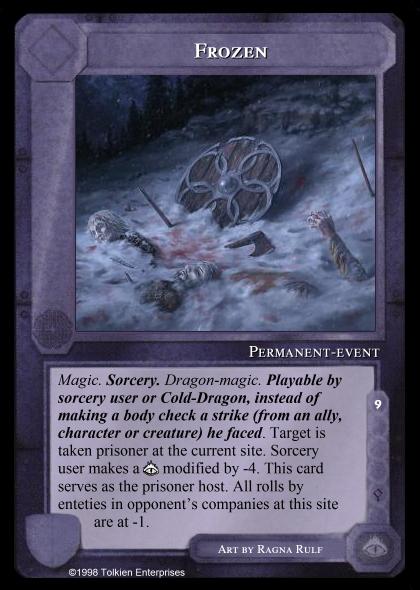 FROZEN
PERMANENT-EVENT
Magic. Sorcery. Dragon-magic. Playable by
sorcery user or Cold-Dragon, instead of
making a body check a strike (from an ally,
character or creature) he faced. Target is
taken prisoner at the current site. Sorcery
user makes a modified by -4. This card
serves as the prisoner host. All rolls by
enteties in opponent's companies at this site
are at -1.
9
ART BY RAGNA RULF
©1998 Tolkien Enterprises